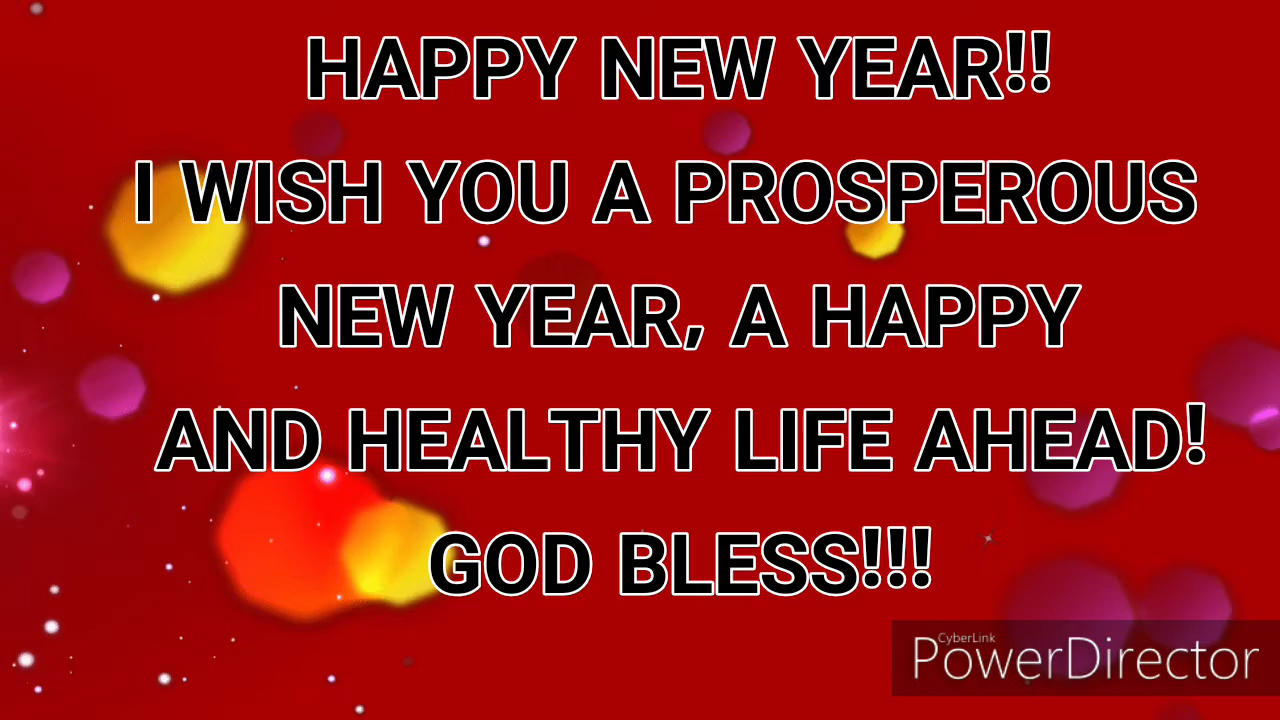 HAPPY NEW YEAR!!
I WISH YOU A PROSPEROUS
NEW YEAR, A HAPPY
AND HEALTHY LIFE AHEAD!
GOD BLESS!!!
CyberLink
PowerDirector